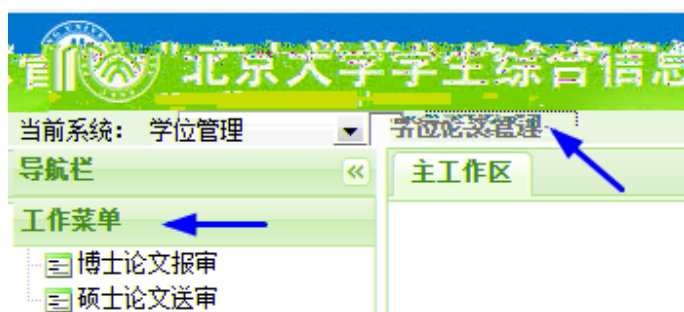 北京大学学生综合信息
当前系统： 学位管理 学位论文管理
导航栏 主工作区
工作菜单
博士论文报审
硕士论文送审